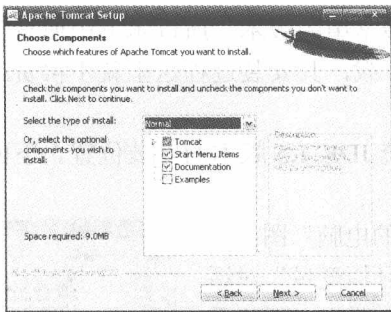 Apache Tomcat Setup
Choose Components
Choose which features of Apache Tomcat you want to install.
Check the components you want to install and uncheck the components you don't want to
install. Click Next to continue.
Select the type of install:
Normal
Or, select the optional
components you wish to
install:
Tomcat
Start Menu Items
Documentation
Examples
Description
Space required: 9.0MB
< Back
Next >
Cancel